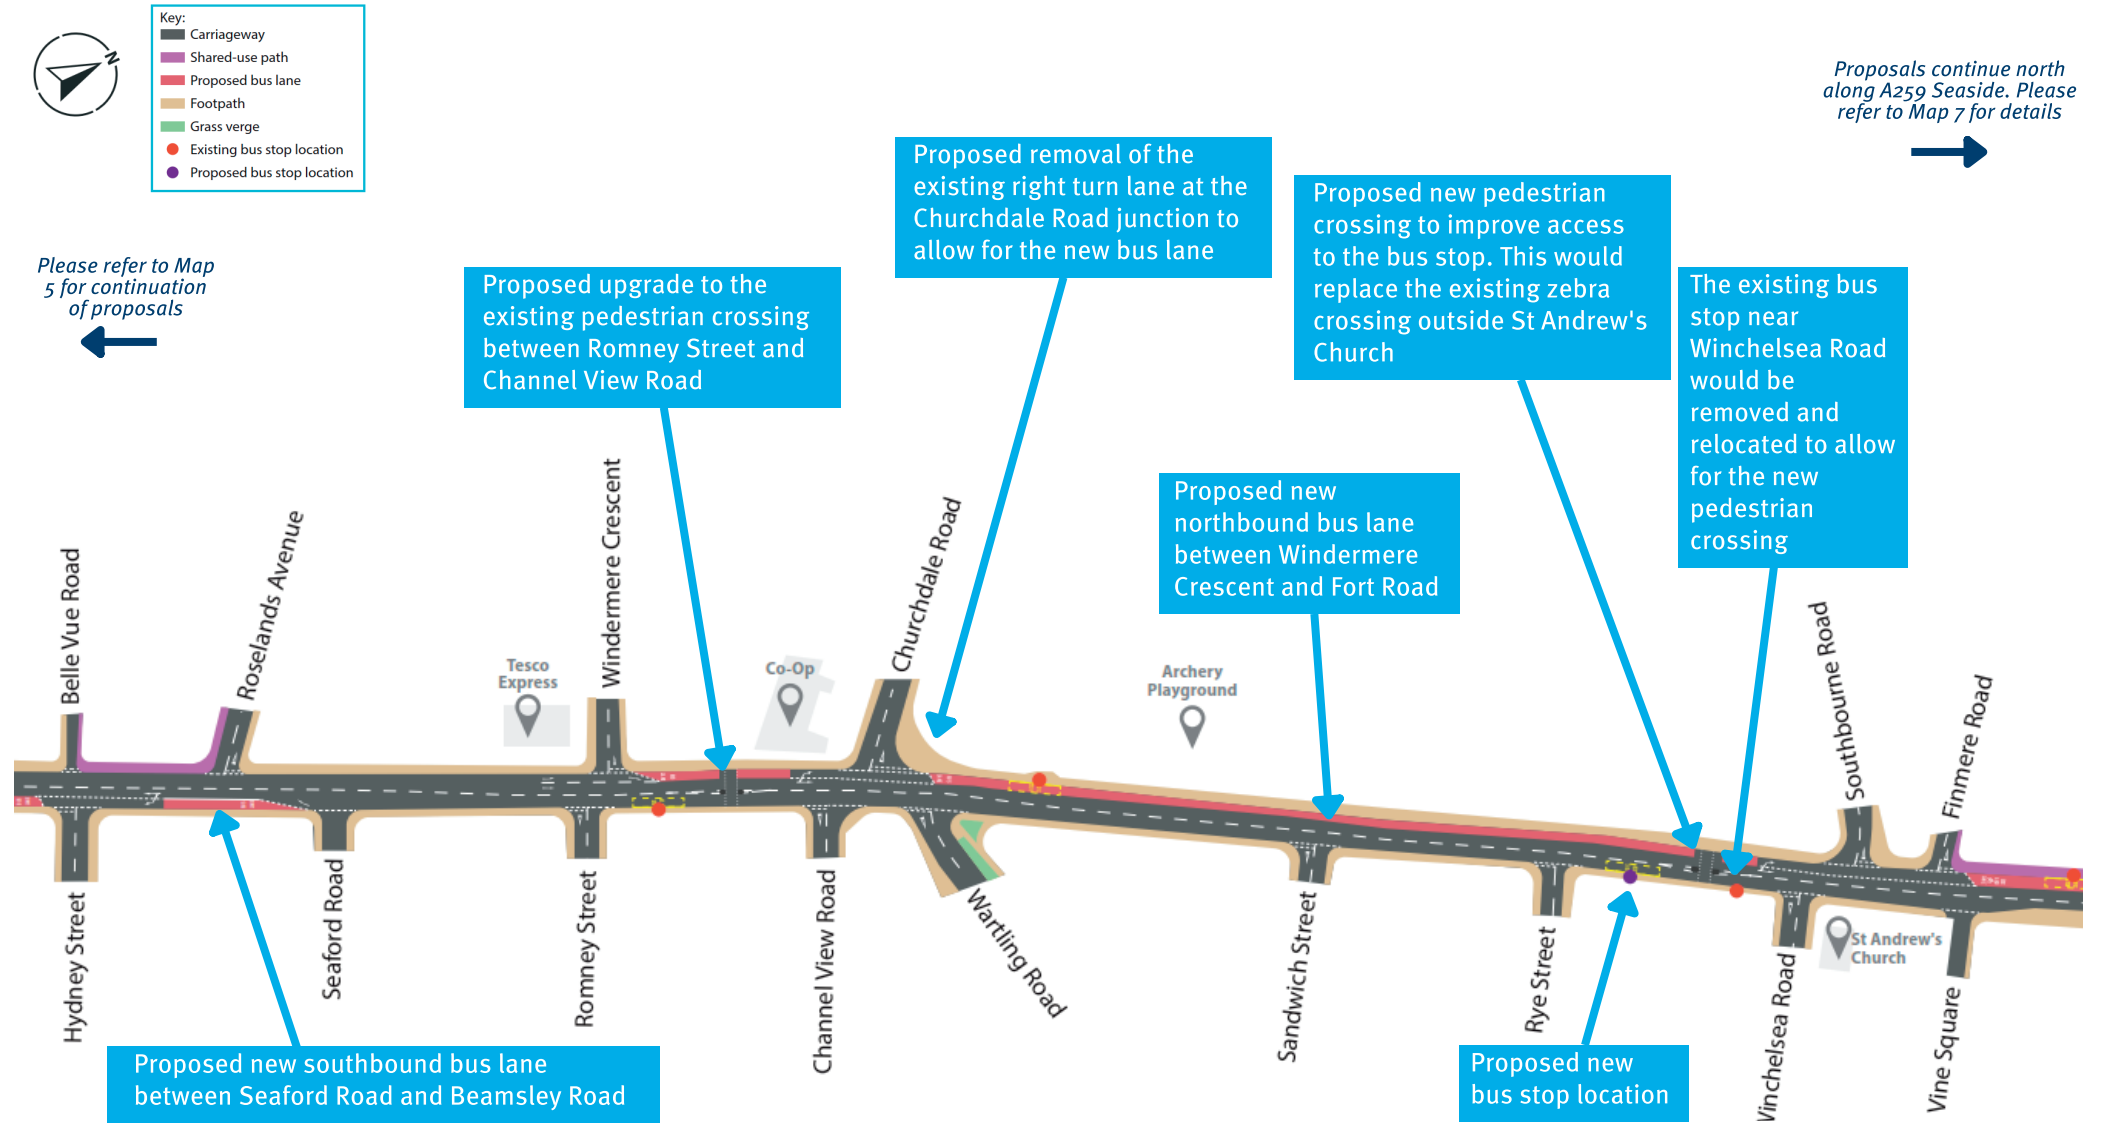 N
Key:
Carriageway
Shared-use path
Proposed bus lane
Footpath
Grass verge
Existing bus stop location
Proposed bus stop location
Proposals continue north
along A259 Seaside. Please
refer to Map 7 for details
Please refer to Map
5 for continuation
of proposals
Proposed upgrade to the
existing pedestrian crossing
between Romney Street and
Channel View Road
Proposed removal of the
existing right turn lane at the
Churchdale Road junction to
allow for the new bus lane
Proposed new pedestrian
crossing to improve access
to the bus stop. This would
replace the existing zebra
crossing outside St Andrew's
Church
The existing bus
stop near
Winchelsea Road
would be
removed and
relocated to allow
for the new
pedestrian
crossing
Proposed new
northbound bus lane
between Windermere
Crescent and Fort Road
Belle Vue Road
Roselands Avenue
Tesco
Express
Windermere Crescent
Co-Op
Churchdale Road
Archery
Playground
Southbourne Road
Finmere Road
Hydney Street
Seaford Road
Romney Street
Channel View Road
Wartling Road
Sandwich Street
Rye Street
Winchelsea Road
St Andrew's
Church
Vine Square
Proposed new southbound bus lane
between Seaford Road and Beamsley Road
Proposed new
bus stop location